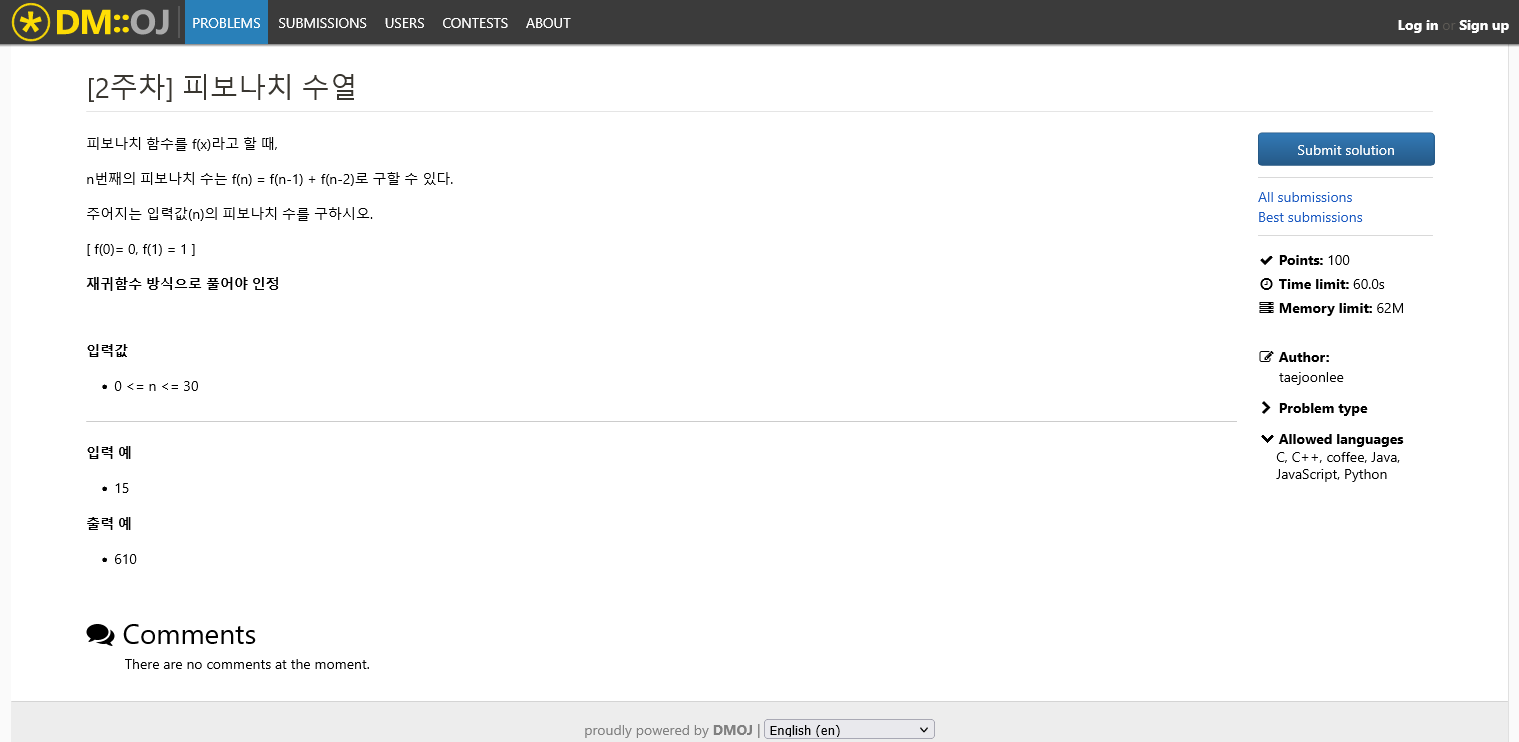 DM::OJ PROBLEMS SUBMISSIONS USERS CONTESTS ABOUT Log in or Sign up
[2주차] 피보나치 수열
피보나치 함수를 f(x)라고 할 때,
n번째의 피보나치 수는 f(n) = f(n-1) + f(n-2)로 구할 수 있다.
주어지는 입력값(n)의 피보나치 수를 구하시오.
[ f(0)= 0, f(1) = 1 ]
재귀함수 방식으로 풀어야 인정
입력값
• 0 <= n <= 30
입력 예
• 15
출력 예
• 610
Submit solution
All submissions
Best submissions
Points: 100
Time limit: 60.0s
Memory limit: 62M
Author:
taejoonlee
Problem type
Allowed languages
C, C++, coffee, Java,
JavaScript, Python
Comments
There are no comments at the moment.
proudly powered by DMOJ | English (en)